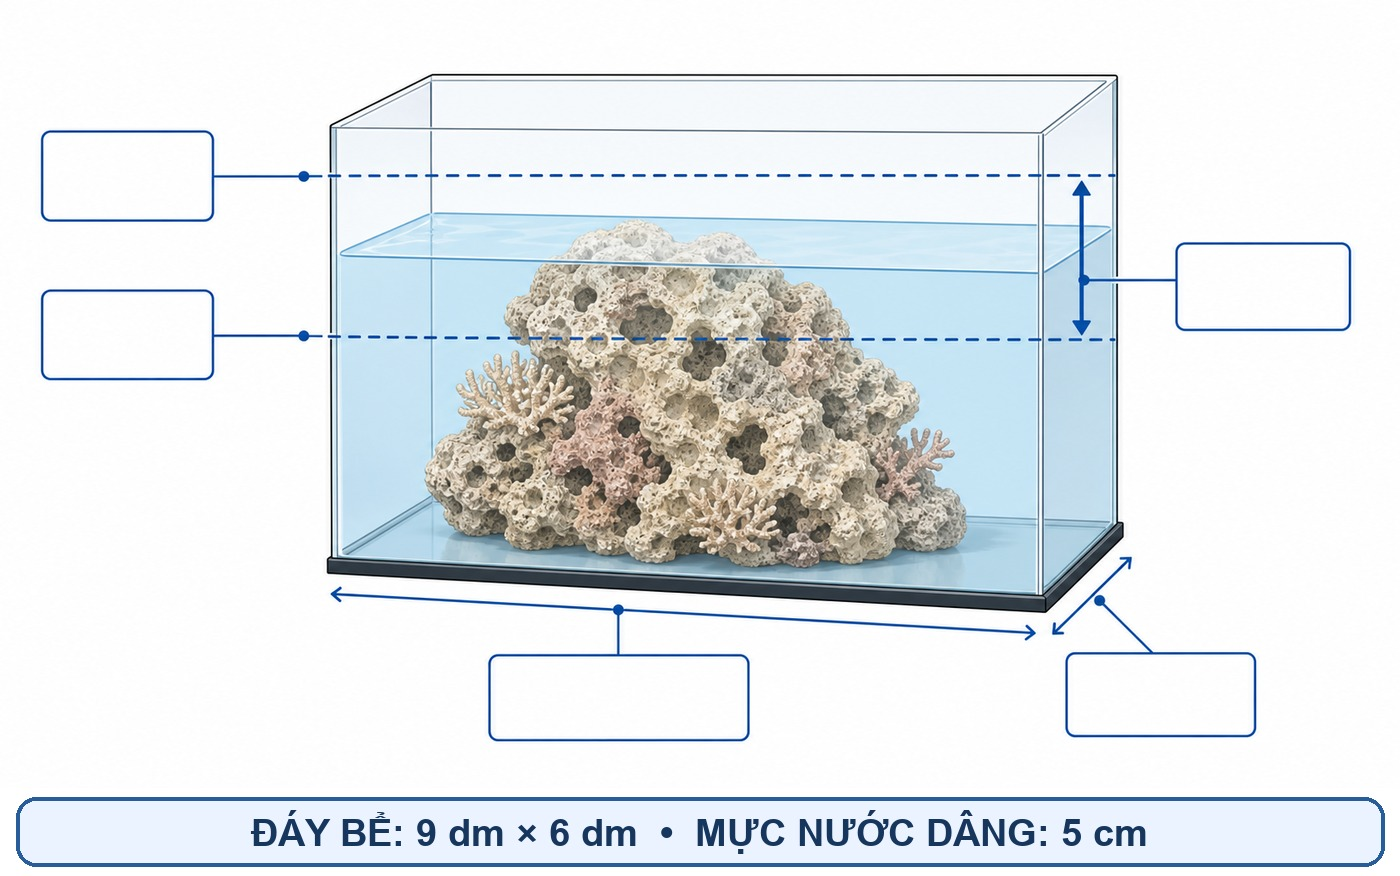 ĐÁY BỂ: 9 dm × 6 dm • MỰC NƯỚC DÂNG: 5 cm